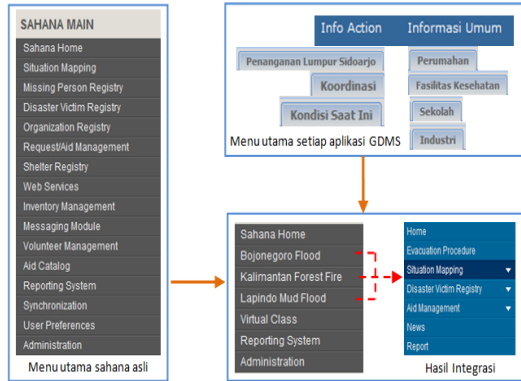 SAHANA MAIN
Sahana Home
Situation Mapping
Missing Person Registry
Disaster Victim Registry
Organization Registry
Request/Aid Management
Shelter Registry
Web Services
Inventory Management
Messaging Module
Volunteer Management
Aid Catalog
Reporting System
Synchronization
User Preferences
Administration
Menu utama sahana asli
Info Action
Informasi Umum
Penanganan Lumpur Sidoarjo
Perumahan
Koordinasi
Fasilitas Kesehatan
Kondisi Saat Ini
Sekolah
Industri
Menu utama setiap aplikasi GDMS
Sahana Home
Bojonegoro Flood
Kalimantan Forest Fire
Lapindo Mud Flood
Virtual Class
Reporting System
Administration
Home
Evacuation Procedure
Situation Mapping
Disaster Victim Registry
Aid Management
News
Report
Hasil Integrasi